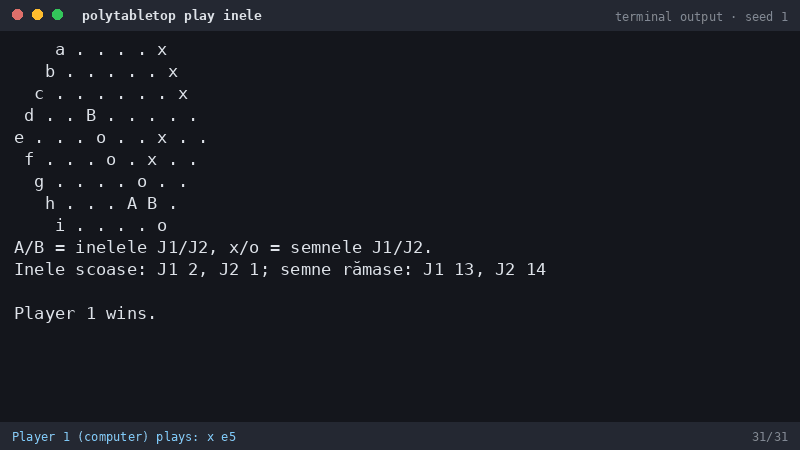 polytabletop play inele
terminal output · seed 1
a . . . . x
b . . . . . x
c . . . . . . x
d . . B . . . . .
e . . . o . . x . .
f . . . o . x . .
g . . . . o . .
h . . . A B .
i . . . . o
A/B = inelele J1/J2, x/o = semnele J1/J2.
Inele scoase: J1 2, J2 1; semne rămase: J1 13, J2 14
Player 1 wins.
Player 1 (computer) plays: x e5
31/31